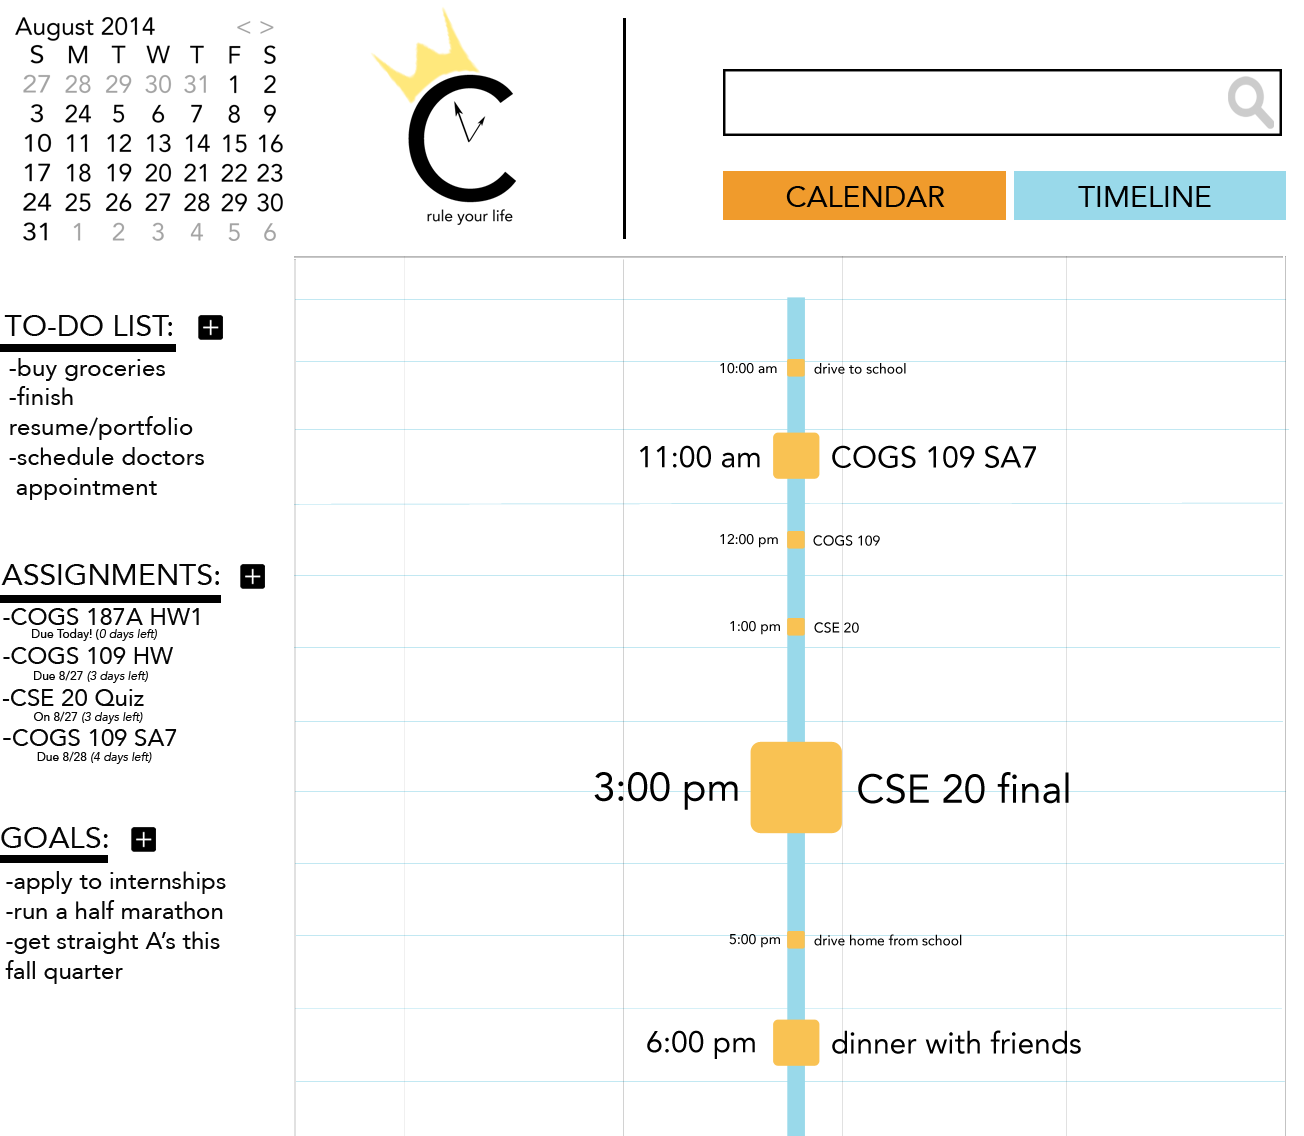 August 2014 < >
S M T W T F S
27 28 29 30 31 1 2
3 24 5 6 7 8 9
10 11 12 13 14 15 16
17 18 19 20 21 22 23
24 25 26 27 28 29 30
31 1 2 3 4 5 6
C
rule your life
CALENDAR
TIMELINE
TO-DO LIST: +
-buy groceries
-finish
resume/portfolio
-schedule doctors
appointment
ASSIGNMENTS: +
-COGS 187A HW1
Due Today! (0 days left)
-COGS 109 HW
Due 8/27 (3 days left)
-CSE 20 Quiz
On 8/27 (3 days left)
-COGS 109 SA7
Due 8/28 (4 days left)
GOALS: +
-apply to internships
-run a half marathon
-get straight A's this
fall quarter
10:00 am drive to school
11:00 am COGS 109 SA7
12:00 pm COGS 109
1:00 pm CSE 20
3:00 pm CSE 20 final
5:00 pm drive home from school
6:00 pm dinner with friends